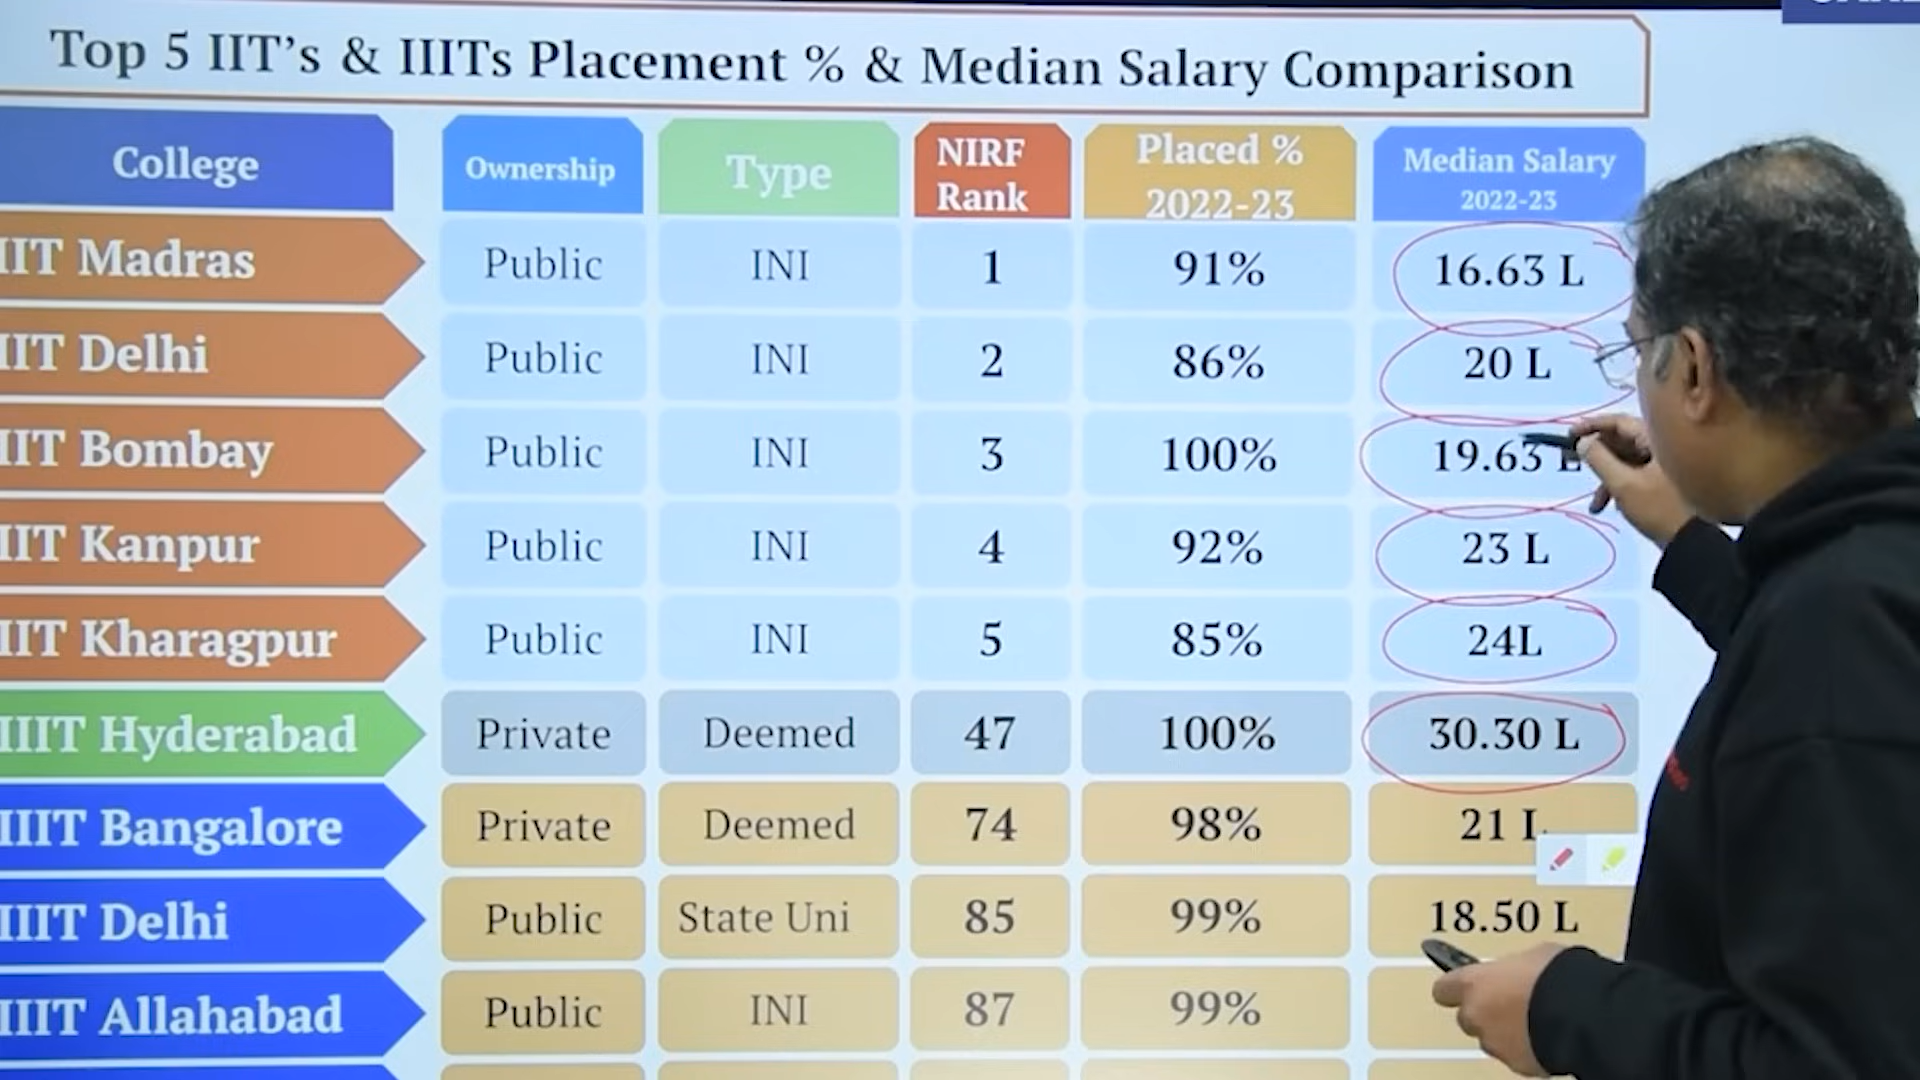 Top 5 IIT's & IIITs Placement % & Median Salary Comparison
College Ownership Type NIRF Rank Placed % 2022-23 Median Salary 2022-23
IIT Madras Public INI 1 91% 16.63 L
IIT Delhi Public INI 2 86% 20 L
IIT Bombay Public INI 3 100% 19.63 L
IIT Kanpur Public INI 4 92% 23 L
IIT Kharagpur Public INI 5 85% 24L
IIIT Hyderabad Private Deemed 47 100% 30.30 L
IIIT Bangalore Private Deemed 74 98% 21 L
IIIT Delhi Public State Uni 85 99% 18.50 L
IIIT Allahabad Public INI 87 99%